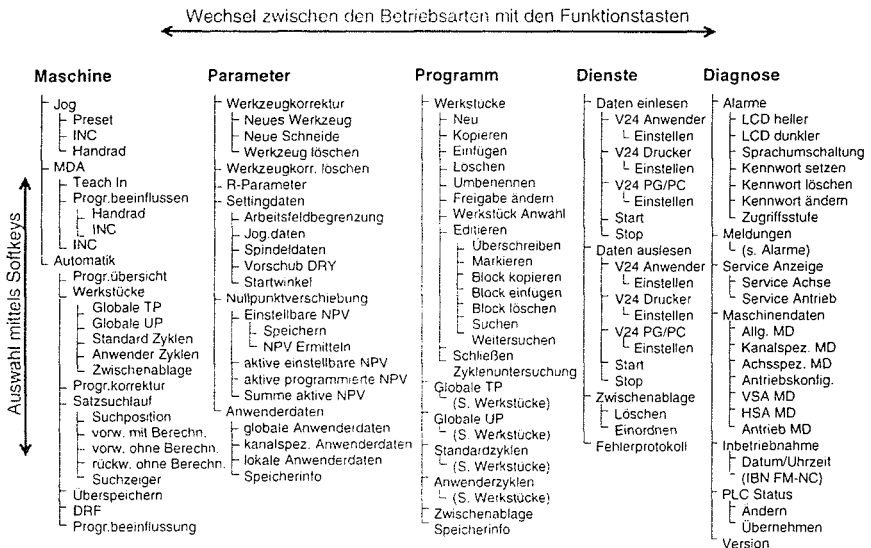 Wechsel zwischen den Betriebsarten mit den Funktionstasten
Auswahl mittels Softkeys
Maschine
Jog
Preset
INC
Handrad
MDA
Teach In
Progr.beeinflussen
Handrad
INC
INC
Automatik
Progr.übersicht
Werkstücke
Globale TP
Globale UP
Standard Zyklen
Anwender Zyklen
Zwischenablage
Progr.korrektur
Satzsuchlauf
Suchposition
vorw. mit Berechn.
vorw. ohne Berechn.
rückw. ohne Berechn.
Suchzeiger
Überspeichern
DRF
Progr.beeinflussung
Parameter
Werkzeugkorrektur
Neues Werkzeug
Neue Schneide
Werkzeug löschen
Werkzeugkorr. löschen
R-Parameter
Settingdaten
Arbeitsfeldbegrenzung
Jog.daten
Spindeldaten
Vorschub DRY
Startwinkel
Nullpunktverschiebung
Einstellbare NPV
Speichern
NPV Ermitteln
aktive einstellbare NPV
aktive programmierte NPV
Summe aktive NPV
Anwenderdaten
globale Anwenderdaten
kanalspez. Anwenderdaten
lokale Anwenderdaten
Speicherinfo
Programm
Werkstücke
Neu
Kopieren
Einfügen
Löschen
Umbenennen
Freigabe ändern
Werkstück Anwahl
Editieren
Überschreiben
Markieren
Block kopieren
Block einfügen
Block löschen
Suchen
Weitersuchen
Schließen
Zyklenuntersuchung
Globale TP
(S. Werkstücke)
Globale UP
(S. Werkstücke)
Standardzyklen
(S. Werkstücke)
Anwenderzyklen
(S. Werkstücke)
Zwischenablage
Speicherinfo
Dienste
Daten einlesen
V24 Anwender
Einstellen
V24 Drucker
Einstellen
V24 PG/PC
Einstellen
Start
Stop
Daten auslesen
V24 Anwender
Einstellen
V24 Drucker
Einstellen
V24 PG/PC
Einstellen
Start
Stop
Zwischenablage
Löschen
Einordnen
Fehlerprotokoll
Diagnose
Alarme
LCD heller
LCD dunkler
Sprachumschaltung
Kennwort setzen
Kennwort löschen
Kennwort ändern
Zugriffsstufe
Meldungen
(s. Alarme)
Service Anzeige
Service Achse
Service Antrieb
Maschinendaten
Allg. MD
Kanalspez. MD
Achsspez. MD
Antriebskonfig.
VSA MD
HSA MD
Antrieb MD
Inbetriebnahme
Datum/Uhrzeit
(IBN FM-NC)
PLC Status
Ändern
Übernehmen
Version